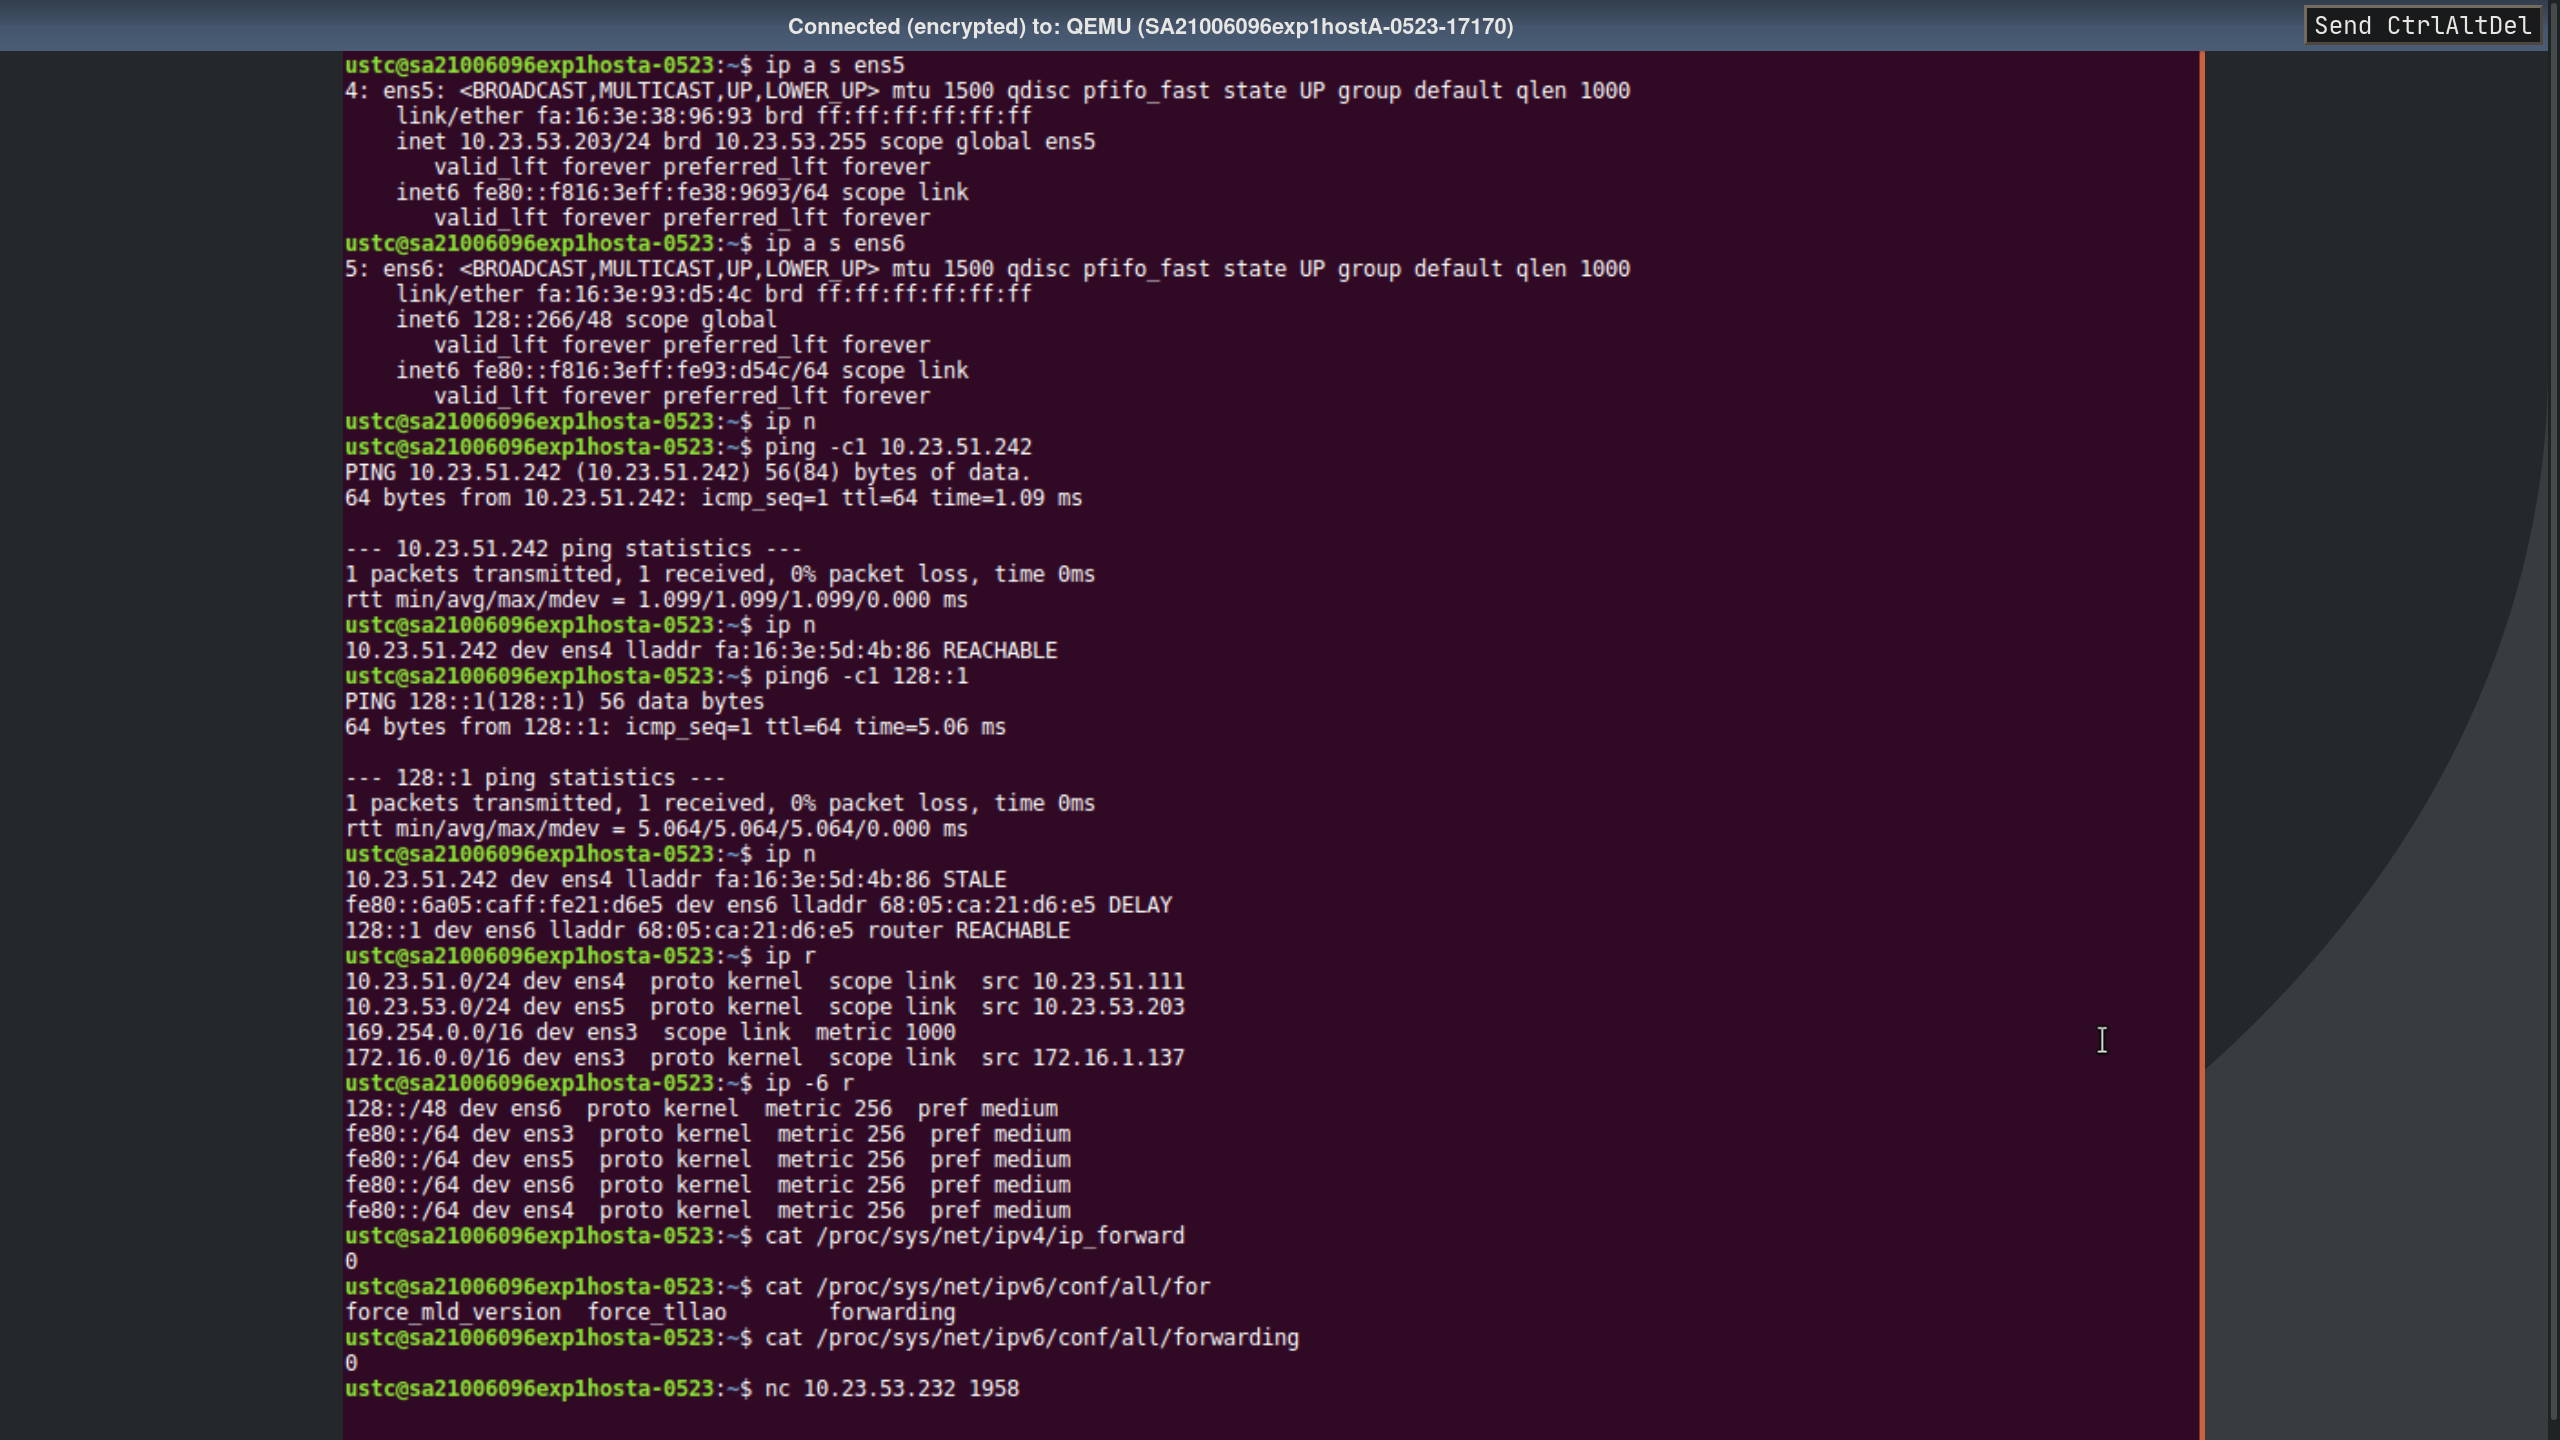 Connected (encrypted) to: QEMU (SA21006096exp1hostA-0523-17170)
Send CtrlAltDel
ustc@sa21006096exp1hosta-0523:~$ ip a s ens5
4: ens5: <BROADCAST,MULTICAST,UP,LOWER_UP> mtu 1500 qdisc pfifo_fast state UP group default qlen 1000
    link/ether fa:16:3e:38:96:93 brd ff:ff:ff:ff:ff:ff
    inet 10.23.53.203/24 brd 10.23.53.255 scope global ens5
       valid_lft forever preferred_lft forever
    inet6 fe80::f816:3eff:fe38:9693/64 scope link
       valid_lft forever preferred_lft forever
ustc@sa21006096exp1hosta-0523:~$ ip a s ens6
5: ens6: <BROADCAST,MULTICAST,UP,LOWER_UP> mtu 1500 qdisc pfifo_fast state UP group default qlen 1000
    link/ether fa:16:3e:93:d5:4c brd ff:ff:ff:ff:ff:ff
    inet6 128::266/48 scope global
       valid_lft forever preferred_lft forever
    inet6 fe80::f816:3eff:fe93:d54c/64 scope link
       valid_lft forever preferred_lft forever
ustc@sa21006096exp1hosta-0523:~$ ip n
ustc@sa21006096exp1hosta-0523:~$ ping -c1 10.23.51.242
PING 10.23.51.242 (10.23.51.242) 56(84) bytes of data.
64 bytes from 10.23.51.242: icmp_seq=1 ttl=64 time=1.09 ms

--- 10.23.51.242 ping statistics ---
1 packets transmitted, 1 received, 0% packet loss, time 0ms
rtt min/avg/max/mdev = 1.099/1.099/1.099/0.000 ms
ustc@sa21006096exp1hosta-0523:~$ ip n
10.23.51.242 dev ens4 lladdr fa:16:3e:5d:4b:86 REACHABLE
ustc@sa21006096exp1hosta-0523:~$ ping6 -c1 128::1
PING 128::1(128::1) 56 data bytes
64 bytes from 128::1: icmp_seq=1 ttl=64 time=5.06 ms

--- 128::1 ping statistics ---
1 packets transmitted, 1 received, 0% packet loss, time 0ms
rtt min/avg/max/mdev = 5.064/5.064/5.064/0.000 ms
ustc@sa21006096exp1hosta-0523:~$ ip n
10.23.51.242 dev ens4 lladdr fa:16:3e:5d:4b:86 STALE
fe80::6a05:caff:fe21:d6e5 dev ens6 lladdr 68:05:ca:21:d6:e5 DELAY
128::1 dev ens6 lladdr 68:05:ca:21:d6:e5 router REACHABLE
ustc@sa21006096exp1hosta-0523:~$ ip r
10.23.51.0/24 dev ens4  proto kernel  scope link  src 10.23.51.111
10.23.53.0/24 dev ens5  proto kernel  scope link  src 10.23.53.203
169.254.0.0/16 dev ens3  scope link  metric 1000
172.16.0.0/16 dev ens3  proto kernel  scope link  src 172.16.1.137
ustc@sa21006096exp1hosta-0523:~$ ip -6 r
128::/48 dev ens6  proto kernel  metric 256  pref medium
fe80::/64 dev ens3  proto kernel  metric 256  pref medium
fe80::/64 dev ens5  proto kernel  metric 256  pref medium
fe80::/64 dev ens6  proto kernel  metric 256  pref medium
fe80::/64 dev ens4  proto kernel  metric 256  pref medium
ustc@sa21006096exp1hosta-0523:~$ cat /proc/sys/net/ipv4/ip_forward
0
ustc@sa21006096exp1hosta-0523:~$ cat /proc/sys/net/ipv6/conf/all/for
force_mld_version  force_tllao        forwarding
ustc@sa21006096exp1hosta-0523:~$ cat /proc/sys/net/ipv6/conf/all/forwarding
0
ustc@sa21006096exp1hosta-0523:~$ nc 10.23.53.232 1958